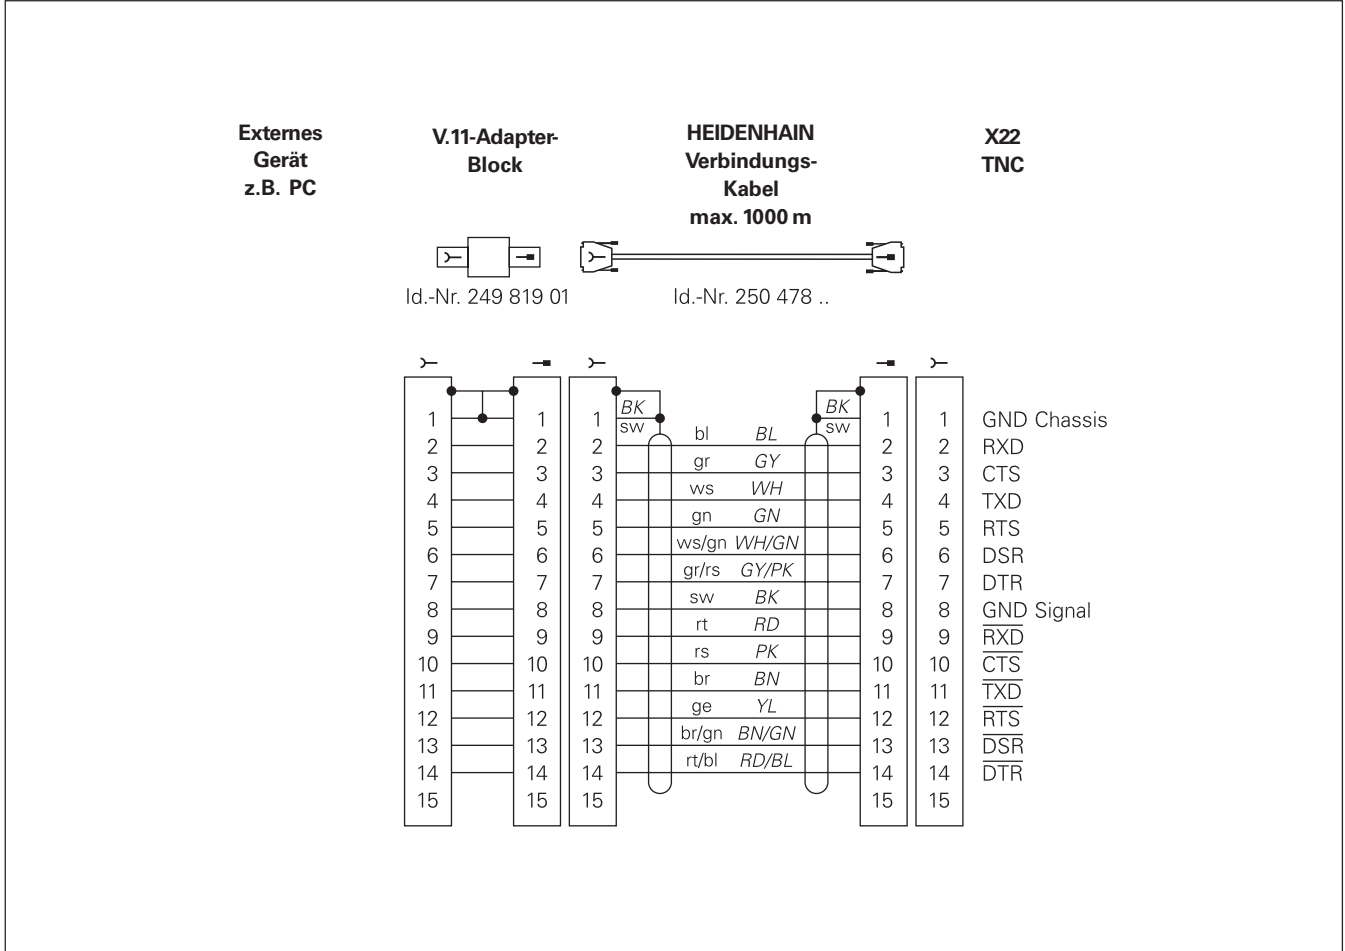 Externes
Gerät
z.B. PC
V.11-Adapter-
Block
HEIDENHAIN
Verbindungs-
Kabel
max. 1000 m
X22
TNC
Id.-Nr. 249 819 01
Id.-Nr. 250 478 ..
BK BK
1 1 1 1 1 GND Chassis
sw sw
bl BL
2 2 2 2 2 RXD
gr GY
3 3 3 3 3 CTS
ws WH
4 4 4 4 4 TXD
gn GN
5 5 5 5 5 RTS
ws/gn WH/GN
6 6 6 6 6 DSR
gr/rs GY/PK
7 7 7 7 7 DTR
sw BK
8 8 8 8 8 GND Signal
rt RD
9 9 9 9 9 R̅X̅D̅
rs PK
10 10 10 10 10 C̅T̅S̅
br BN
11 11 11 11 11 T̅X̅D̅
ge YL
12 12 12 12 12 R̅T̅S̅
br/gn BN/GN
13 13 13 13 13 D̅S̅R̅
rt/bl RD/BL
14 14 14 14 14 D̅T̅R̅
15 15 15 15 15